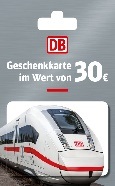 DB
Geschenkkarte
im Wert von 30€